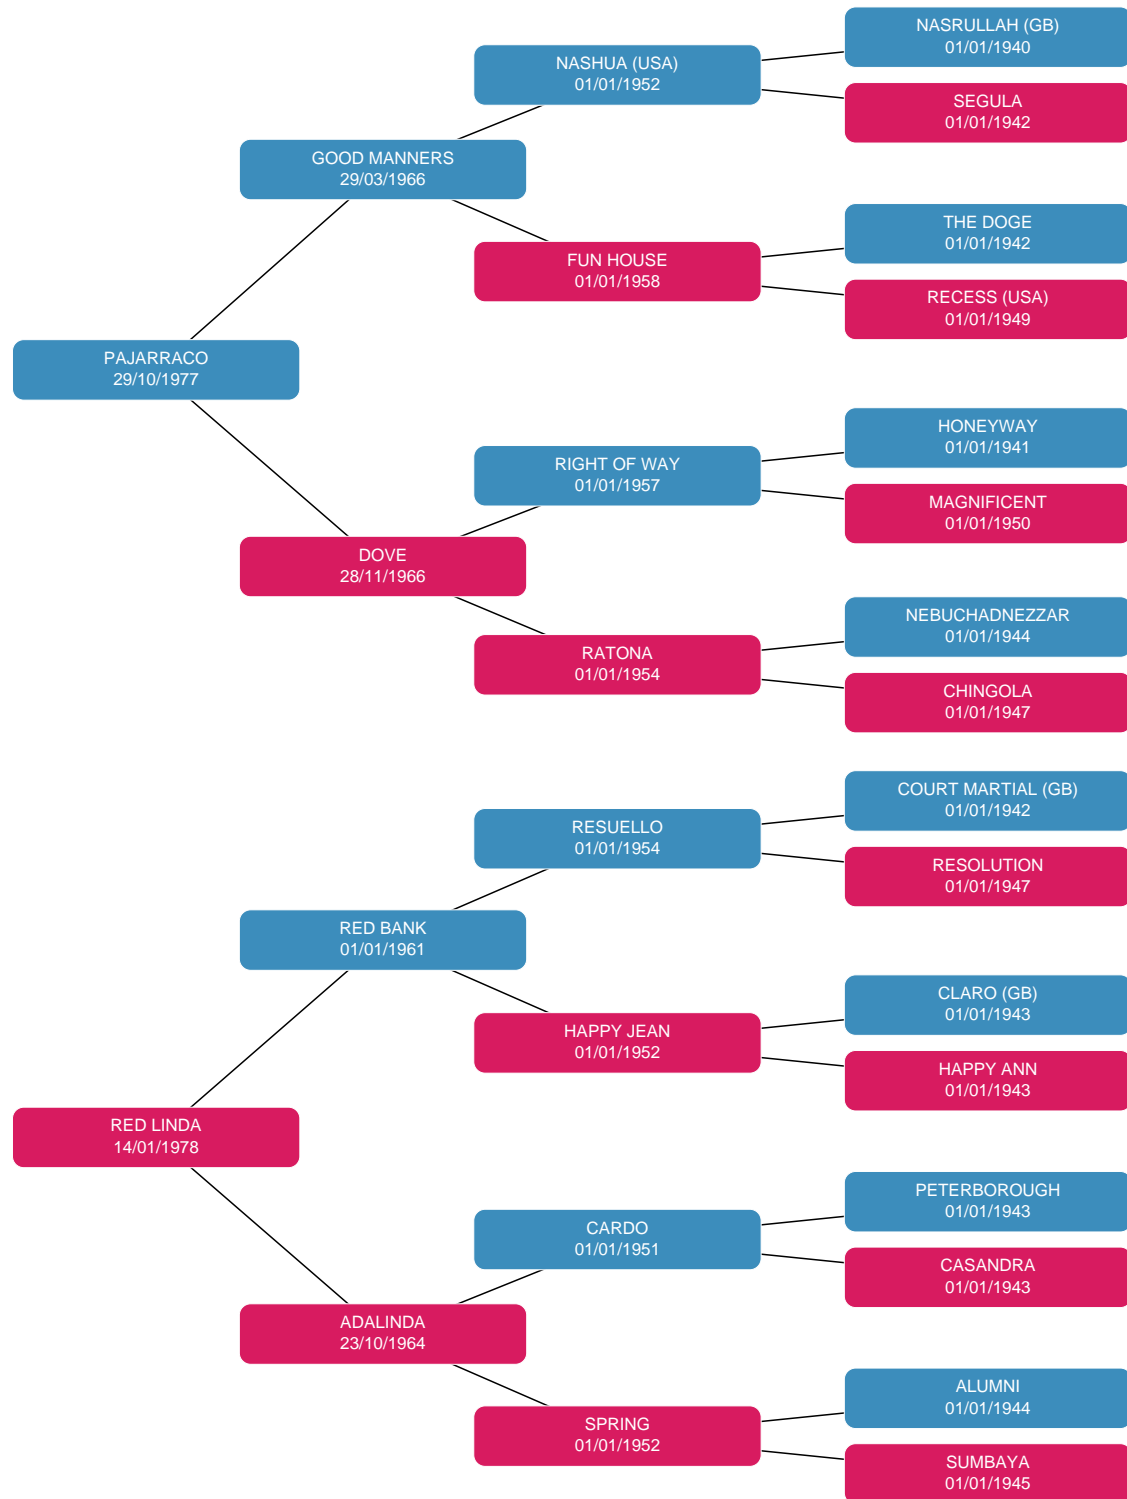 NASRULLAH (GB)
01/01/1940
NASHUA (USA)
01/01/1952
SEGULA
01/01/1942
GOOD MANNERS
29/03/1966
THE DOGE
01/01/1942
FUN HOUSE
01/01/1958
RECESS (USA)
01/01/1949
PAJARRACO
29/10/1977
HONEYWAY
01/01/1941
RIGHT OF WAY
01/01/1957
MAGNIFICENT
01/01/1950
DOVE
28/11/1966
NEBUCHADNEZZAR
01/01/1944
RATONA
01/01/1954
CHINGOLA
01/01/1947
COURT MARTIAL (GB)
01/01/1942
RESUELLO
01/01/1954
RESOLUTION
01/01/1947
RED BANK
01/01/1961
CLARO (GB)
01/01/1943
HAPPY JEAN
01/01/1952
HAPPY ANN
01/01/1943
RED LINDA
14/01/1978
PETERBOROUGH
01/01/1943
CARDO
01/01/1951
CASANDRA
01/01/1943
ADALINDA
23/10/1964
ALUMNI
01/01/1944
SPRING
01/01/1952
SUMBAYA
01/01/1945